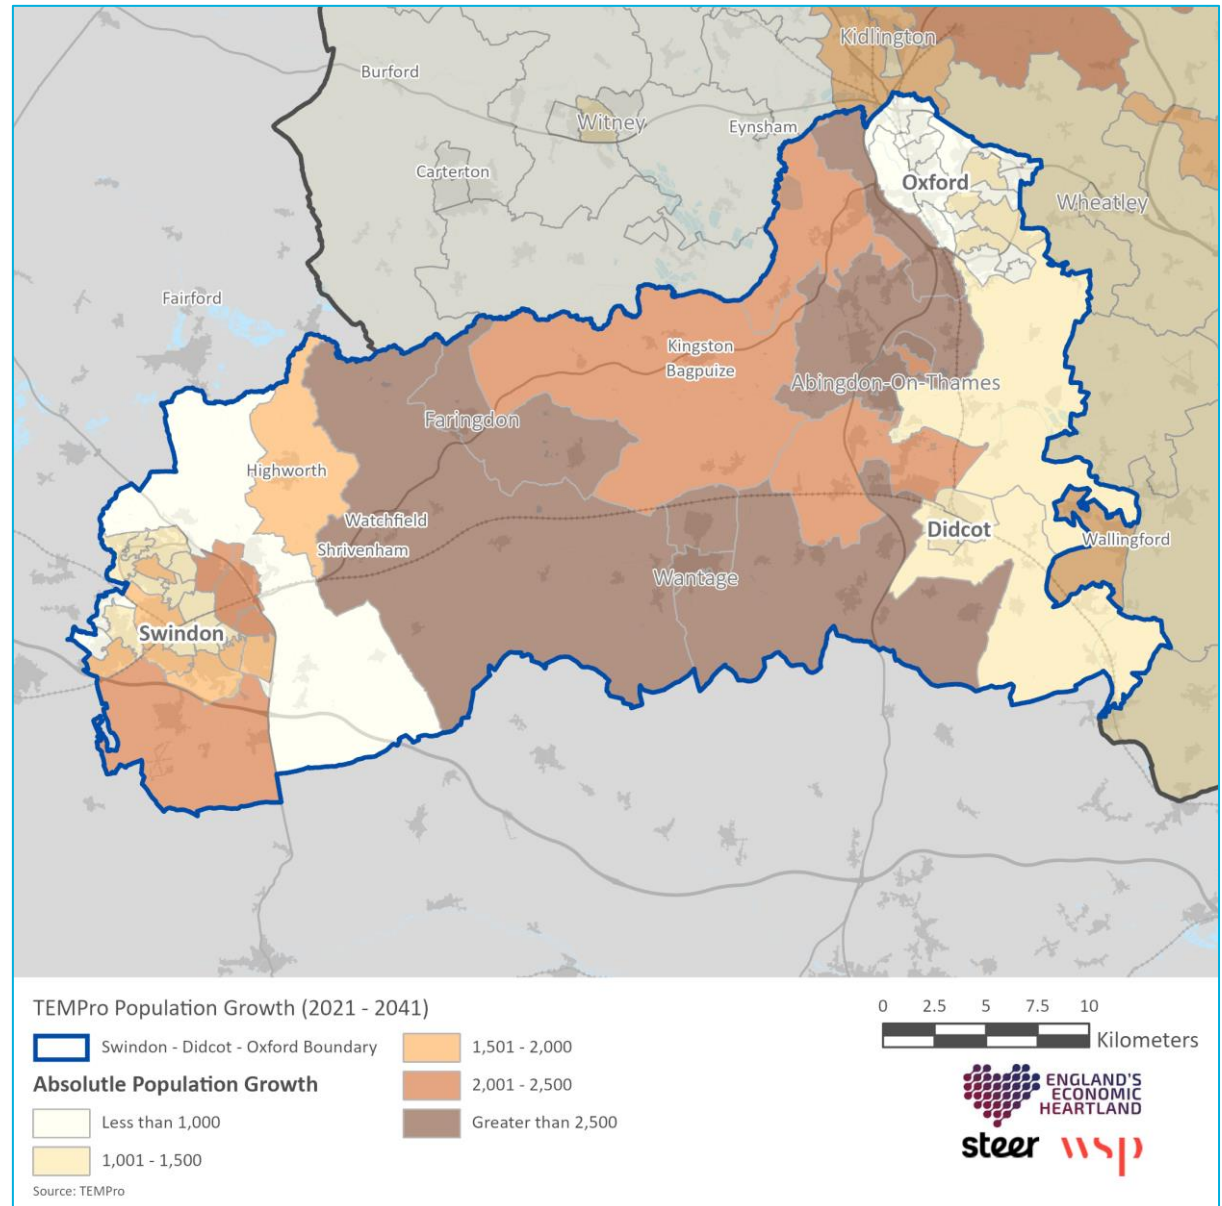 Kidlington
Burford
Witney
Eynsham
Carterton
Oxford
Wheatley
Fairford
Kingston
Bagpuize
Abingdon-On-Thames
Faringdon
Highworth
Watchfield
Shrivenham
Didcot
Wallingford
Wantage
Swindon
TEMPro Population Growth (2021 - 2041)
Swindon - Didcot - Oxford Boundary
Absolutle Population Growth
Less than 1,000
1,001 - 1,500
1,501 - 2,000
2,001 - 2,500
Greater than 2,500
Source: TEMPro
0 2.5 5 7.5 10
Kilometers
ENGLAND'S
ECONOMIC
HEARTLAND
steer wsp